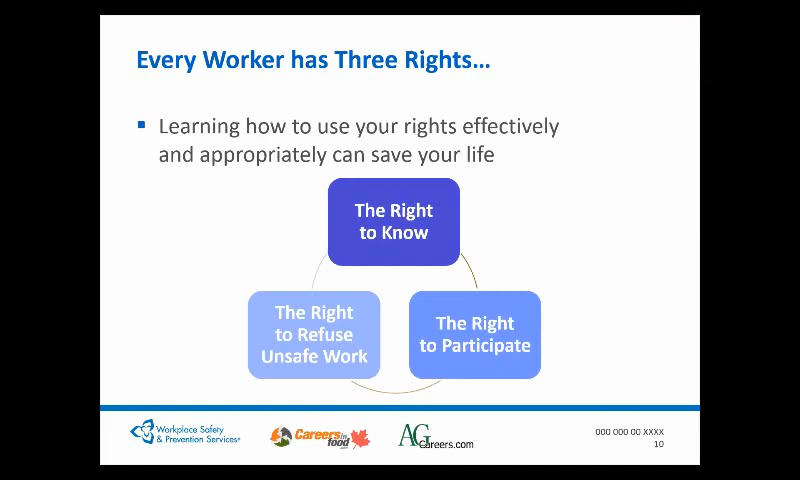 Every Worker has Three Rights...
Learning how to use your rights effectively
and appropriately can save your life
The Right
to Know
The Right
to Refuse
Unsafe Work
The Right
to Participate
Workplace Safety
& Prevention Services
Careers in
food
AG
Careers.com
000 000 00 XXXX
10